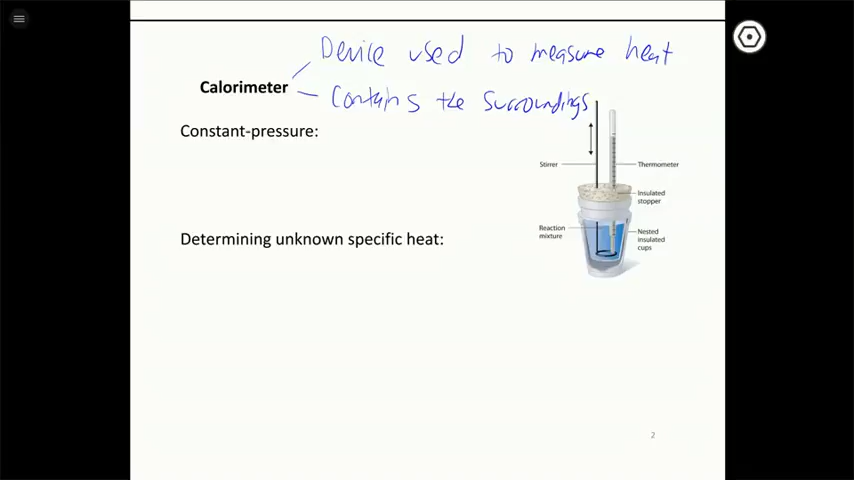 Device used to measure heat
Calorimeter
Contains the surroundings
Constant-pressure:
Stirrer
Thermometer
Insulated
stopper
Reaction
mixture
Nested
insulated
cups
Determining unknown specific heat:
2